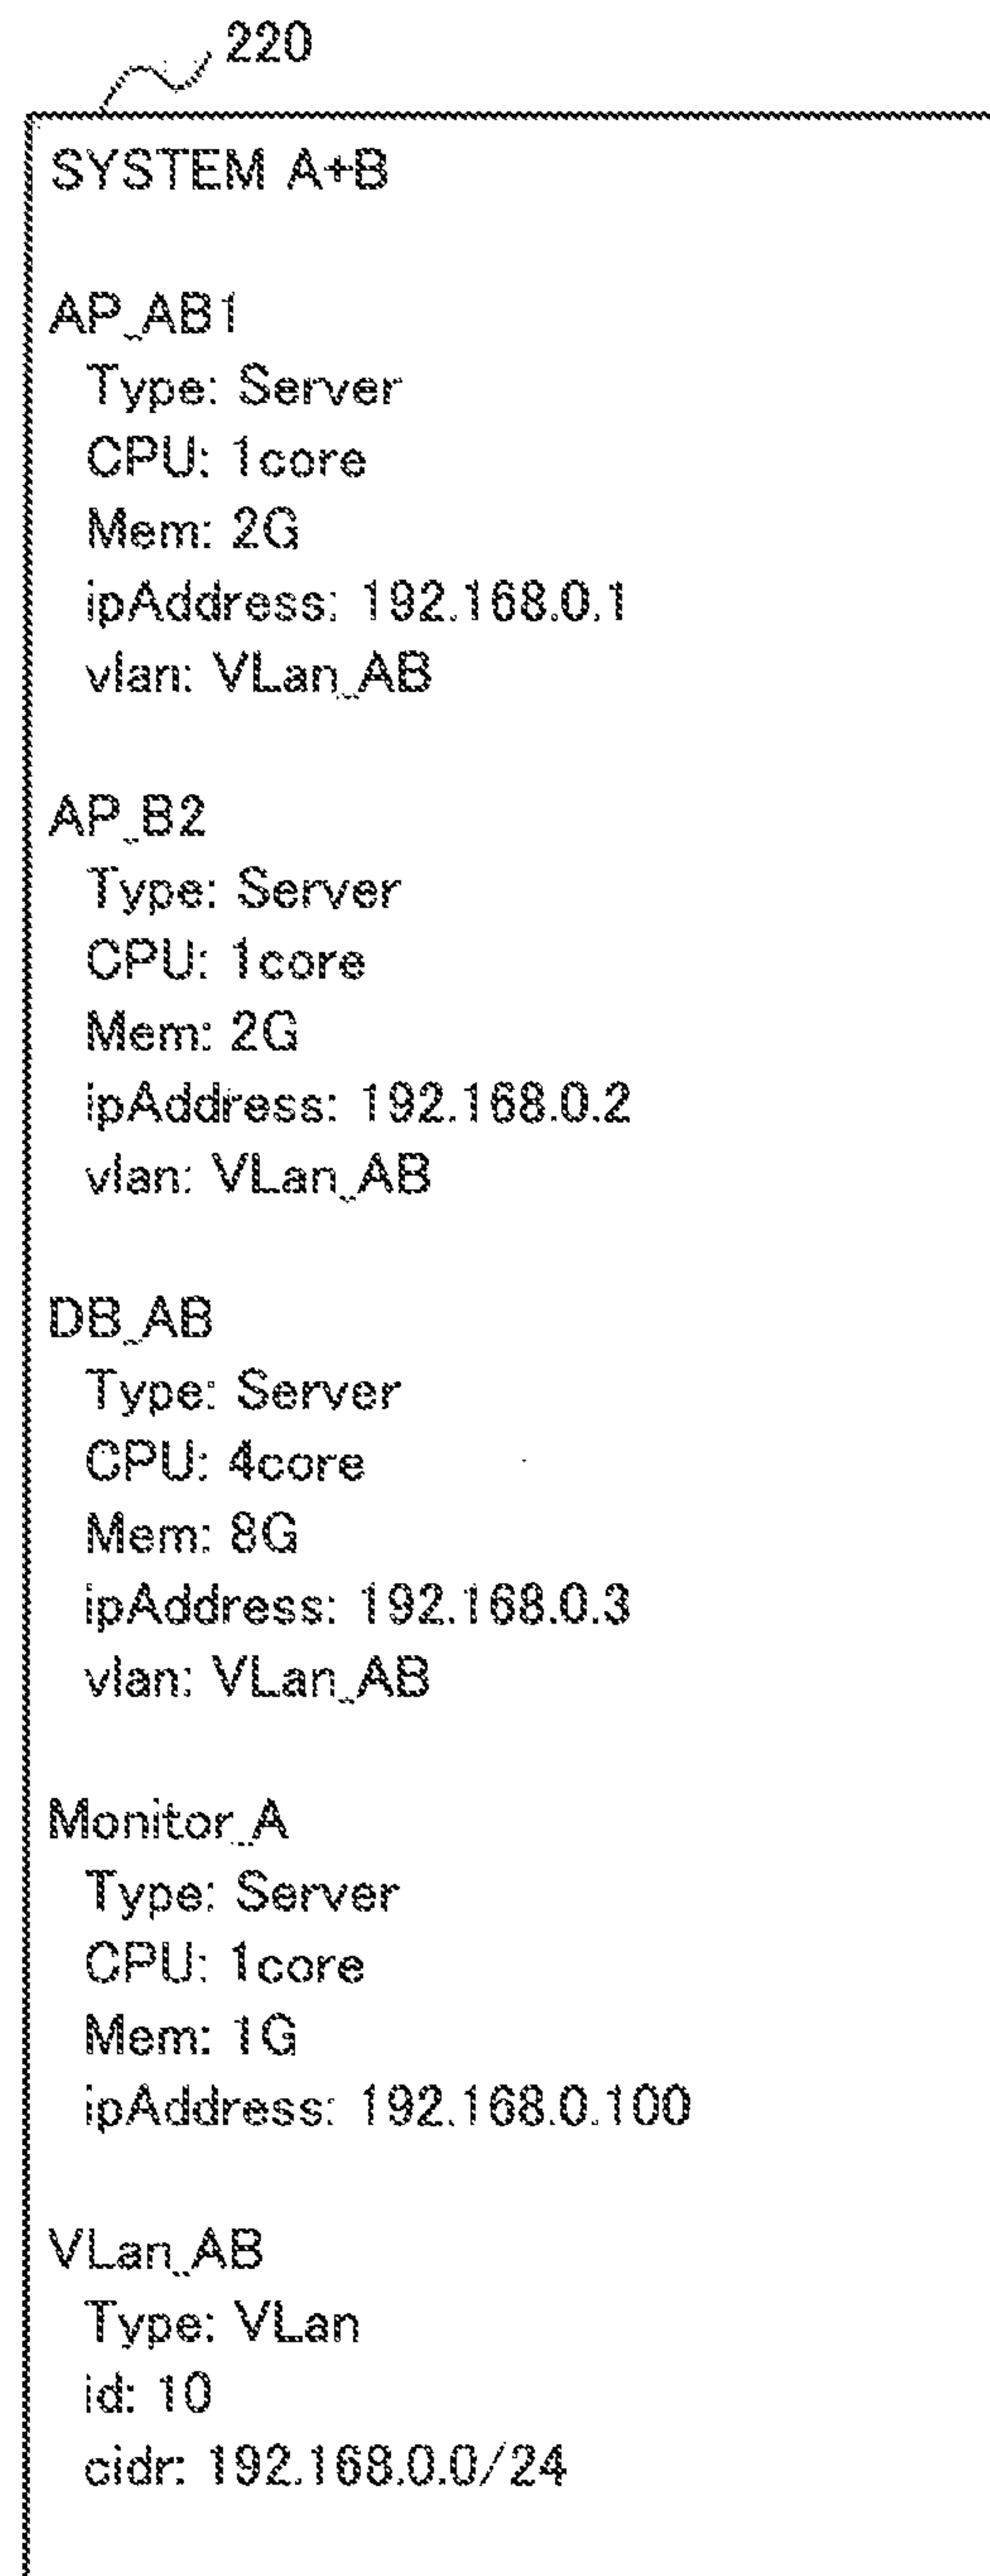 220
SYSTEM A+B
AP_AB1
Type: Server
CPU: 1core
Mem: 2G
ipAddress: 192.168.0.1
vlan: VLan_AB
AP_B2
Type: Server
CPU: 1core
Mem: 2G
ipAddress: 192.168.0.2
vlan: VLan_AB
DB_AB
Type: Server
CPU: 4core
Mem: 8G
ipAddress: 192.168.0.3
vlan: VLan_AB
Monitor_A
Type: Server
CPU: 1core
Mem: 1G
ipAddress: 192.168.0.100
VLan_AB
Type: VLan
id: 10
cidr: 192.168.0.0/24